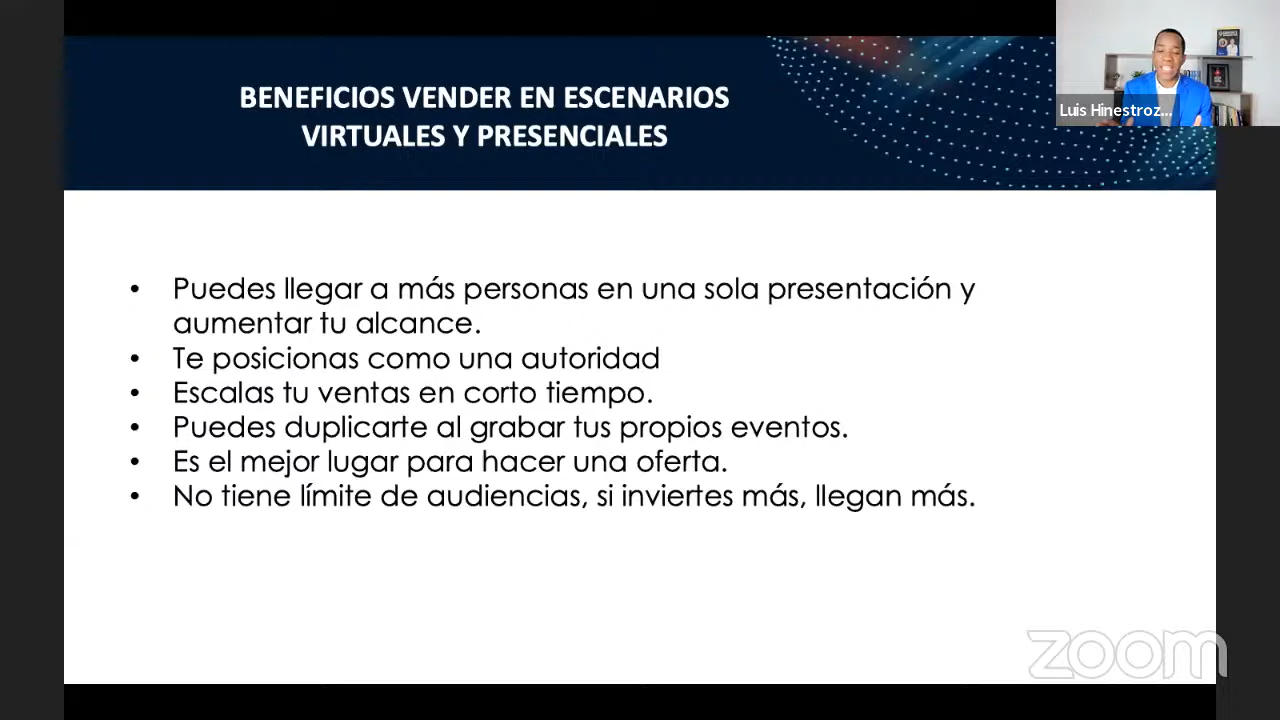 BENEFICIOS VENDER EN ESCENARIOS
VIRTUALES Y PRESENCIALES
Luis Hinestroz...
• Puedes llegar a más personas en una sola presentación y
aumentar tu alcance.
• Te posicionas como una autoridad
• Escalas tu ventas en corto tiempo.
• Puedes duplicarte al grabar tus propios eventos.
• Es el mejor lugar para hacer una oferta.
• No tiene límite de audiencias, si inviertes más, llegan más.
zoom